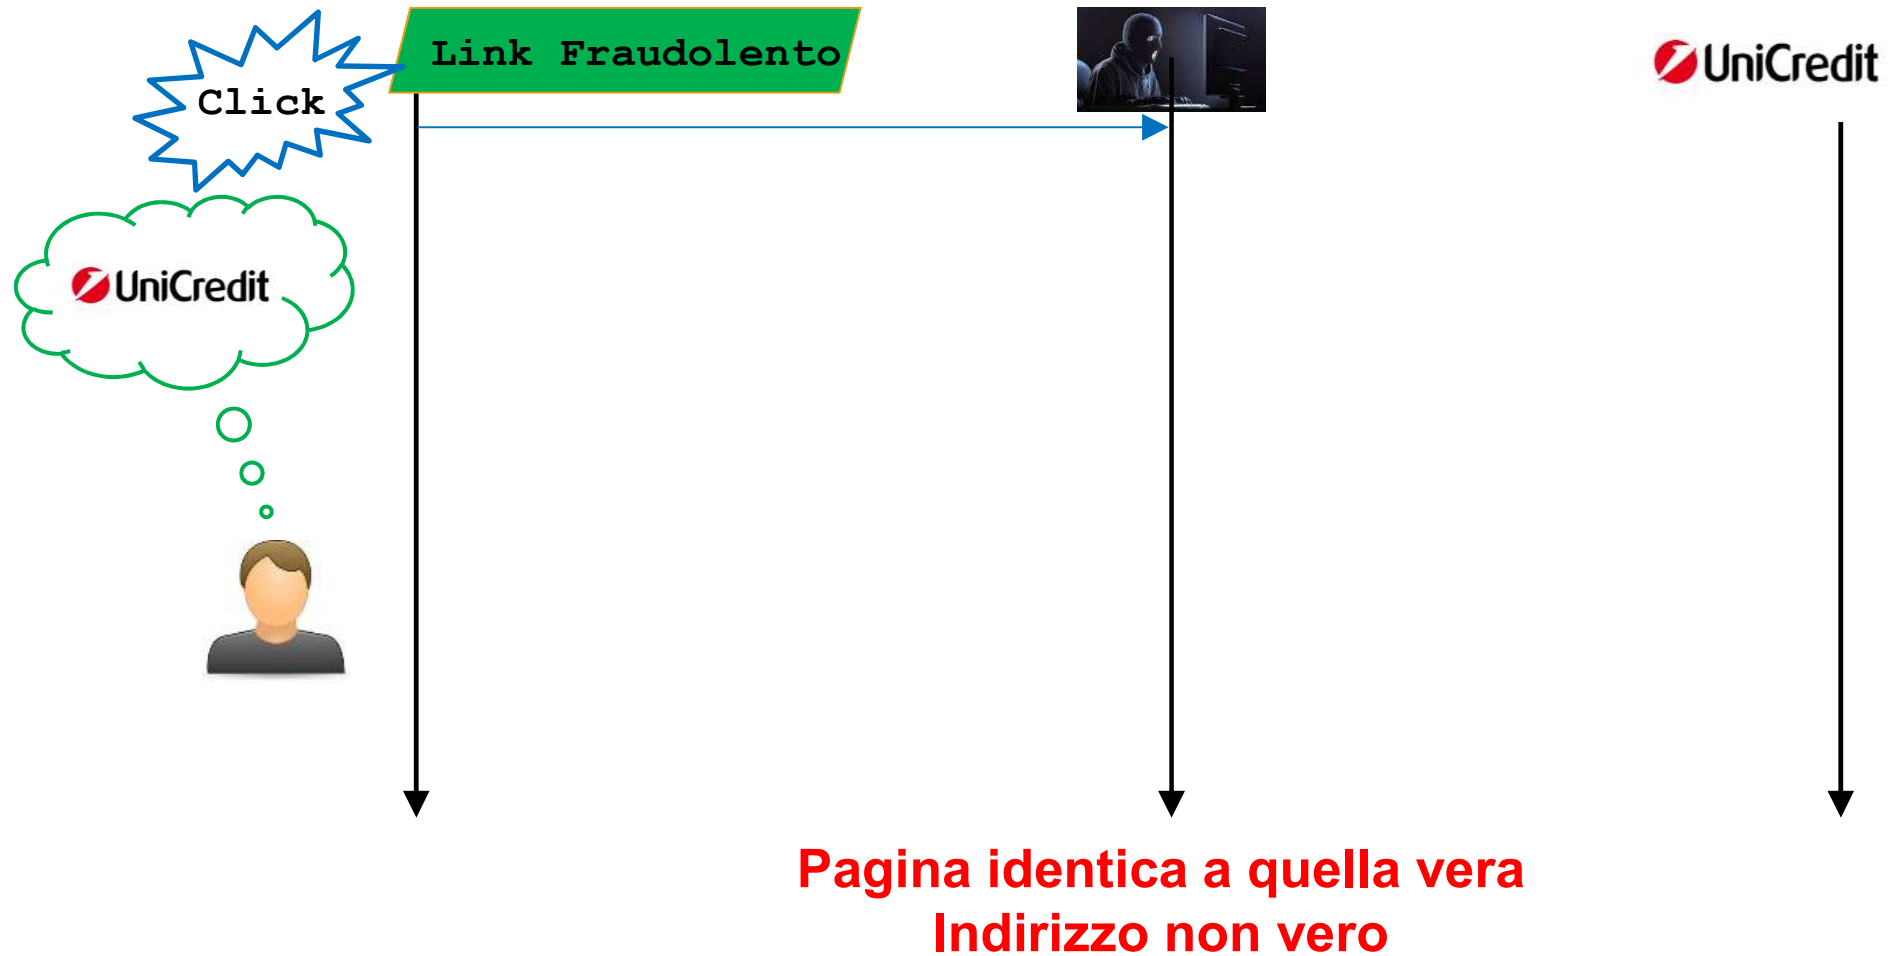 Link Fraudolento
UniCredit
Click
UniCredit
Pagina identica a quella vera
Indirizzo non vero